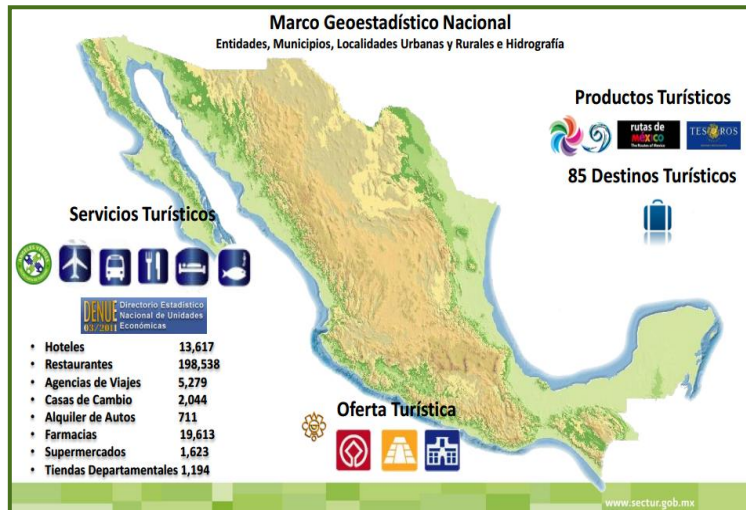 Marco Geoestadístico Nacional
Entidades, Municipios, Localidades Urbanas y Rurales e Hidrografía
Productos Turísticos
rutas de
méxico
The Routes of Mexico
TESOROS
85 Destinos Turísticos
Servicios Turísticos
DENUE
03/2011
Directorio Estadístico
Nacional de Unidades
Económicas
• Hoteles 13,617
• Restaurantes 198,538
• Agencias de Viajes 5,279
• Casas de Cambio 2,044
• Alquiler de Autos 711
• Farmacias 19,613
• Supermercados 1,623
• Tiendas Departamentales 1,194
Oferta Turística
www.sectur.gob.mx